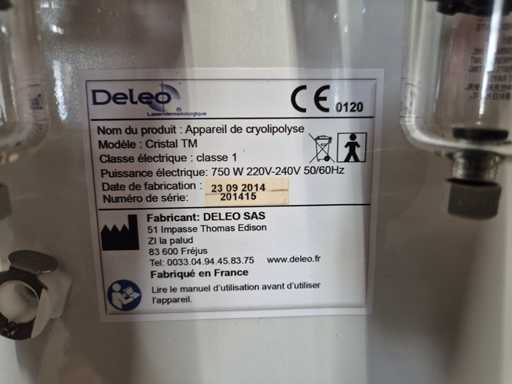 Deleo
Laserdermatologique
CE 0120
Nom du produit : Appareil de cryolipolyse
Modèle : Cristal TM
Classe électrique : classe 1
Puissance électrique: 750 W 220V-240V 50/60Hz
Date de fabrication : 23 09 2014
Numéro de série: 201415
Fabricant: DELEO SAS
51 Impasse Thomas Edison
ZI la palud
83 600 Fréjus
Tel: 0033.04.94.45.83.75 www.deleo.fr
Fabriqué en France
Lire le manuel d'utilisation avant d'utiliser
l'appareil.